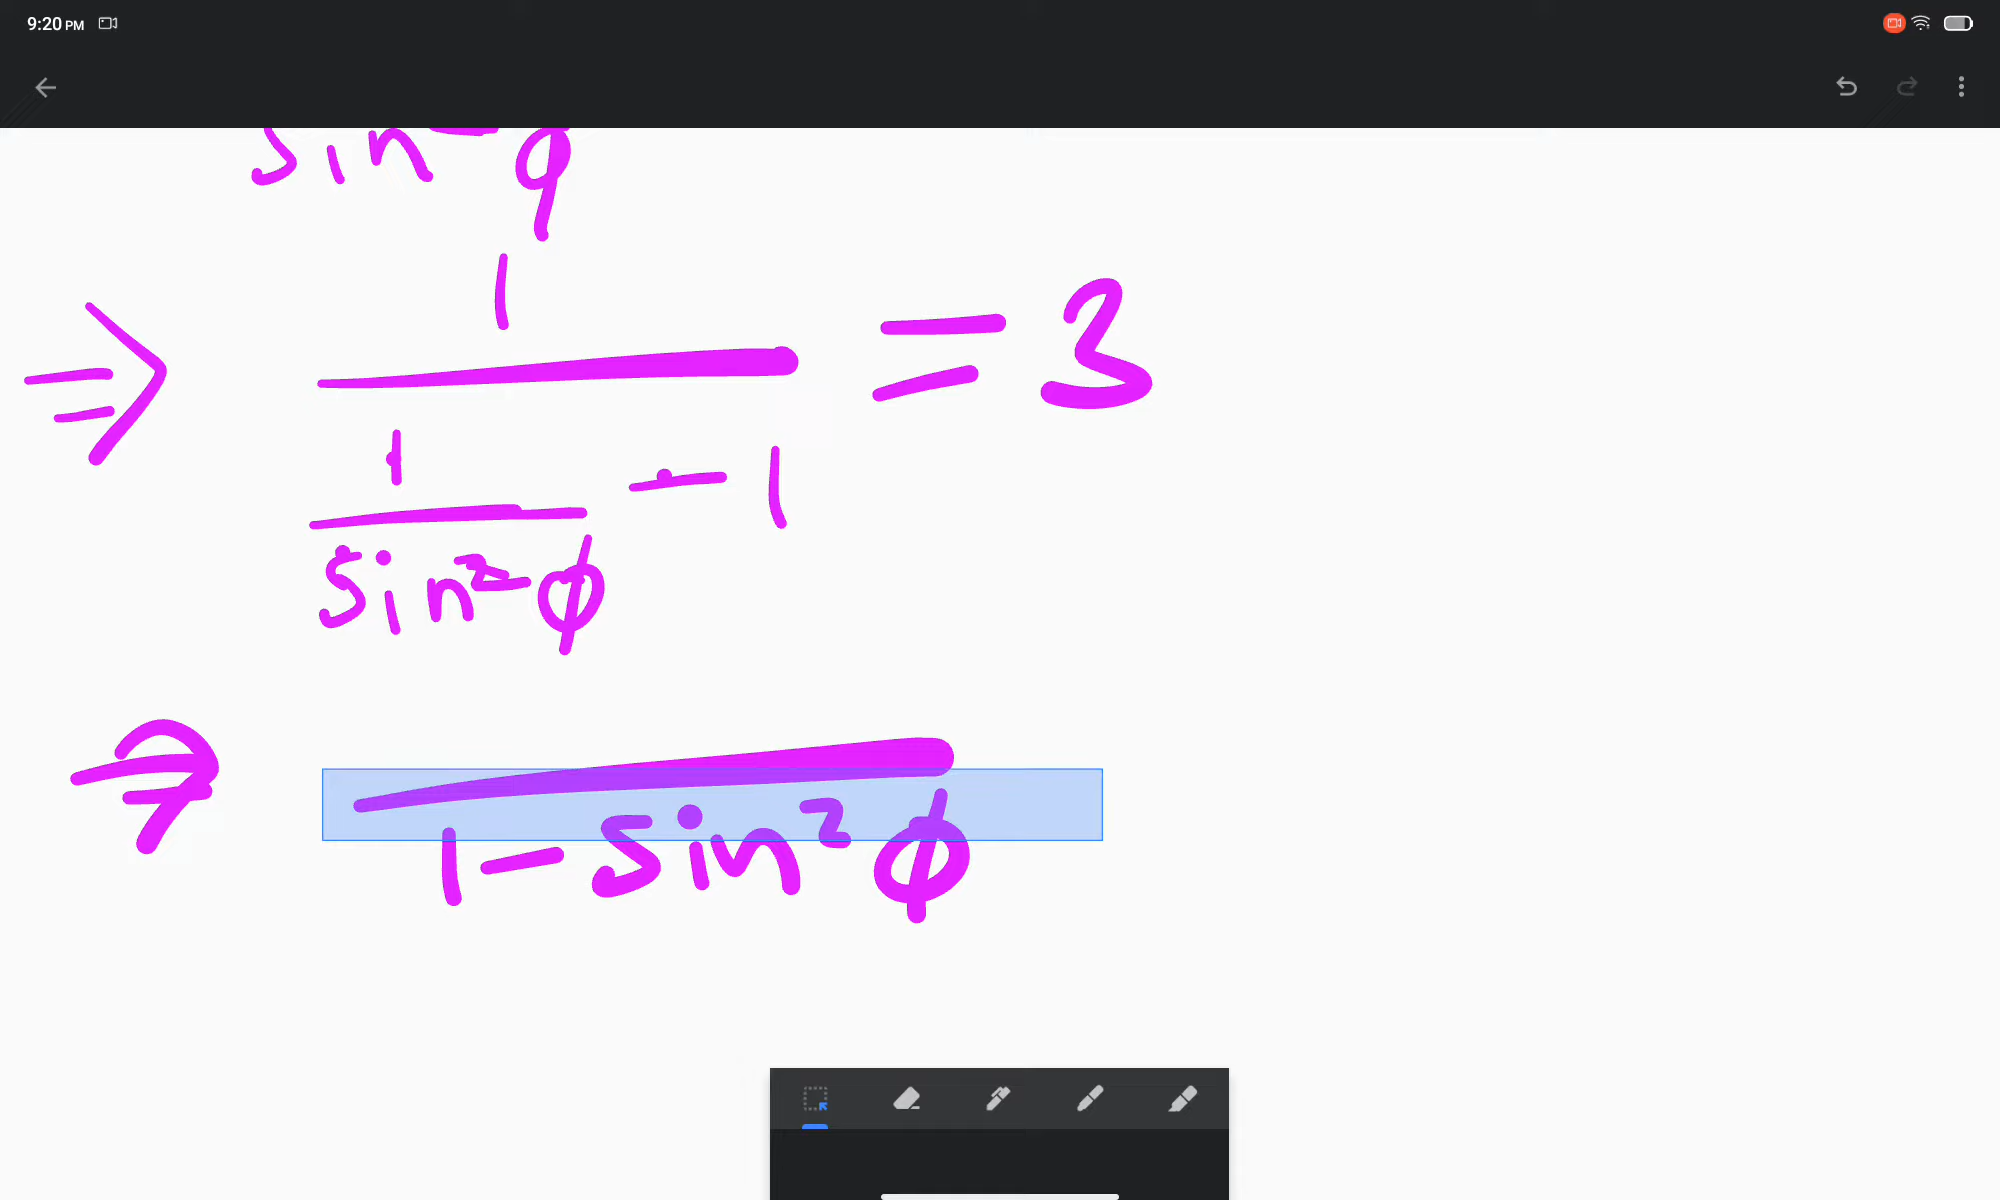 9:20 PM
sin²φ
⇒ 1 / (1/sin²φ - 1) = 3
⇒ / 1 - sin²φ